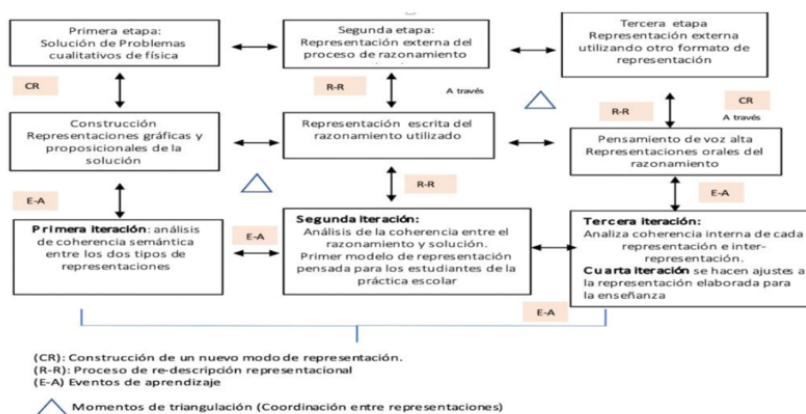 Primera etapa:
Solución de Problemas
cualitativos de física
Segunda etapa:
Representación externa del
proceso de razonamiento
Tercera etapa
Representación externa
utilizando otro formato de
representación
CR
R-R
A través
R-R
CR
A través
Construcción
Representaciones gráficas y
proposicionales de la
solución
Representación escrita del
razonamiento utilizado
Pensamiento de voz alta
Representaciones orales del
razonamiento
E-A
R-R
E-A
Primera iteración: análisis
de coherencia semántica
entre los dos tipos de
representaciones
E-A
Segunda iteración:
Análisis de la coherencia entre el
razonamiento y solución.
Primer modelo de representación
pensada para los estudiantes de la
práctica escolar
Tercera iteración:
Analiza coherencia interna de cada
representación e inter-
representación.
Cuarta iteración se hacen ajustes a
la representación elaborada para
la enseñanza
E-A
(CR): Construcción de un nuevo modo de representación.
(R-R): Proceso de re-descripción representacional
(E-A) Eventos de aprendizaje
Momentos de triangulación (Coordinación entre representaciones)